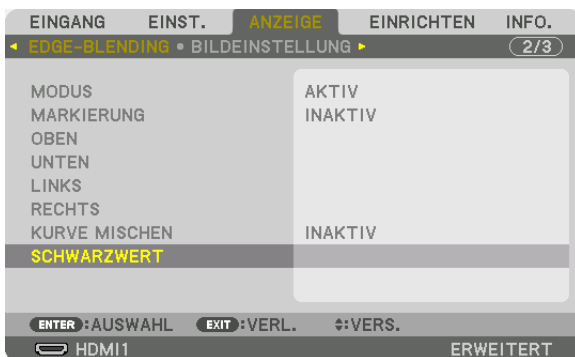 EINGANG EINST. ANZEIGE EINRICHTEN INFO.
EDGE-BLENDING • BILDEINSTELLUNG 2/3
MODUS AKTIV
MARKIERUNG INAKTIV
OBEN
UNTEN
LINKS
RECHTS
KURVE MISCHEN INAKTIV
SCHWARZWERT
ENTER :AUSWAHL EXIT :VERL. :VERS.
HDMI1 ERWEITERT